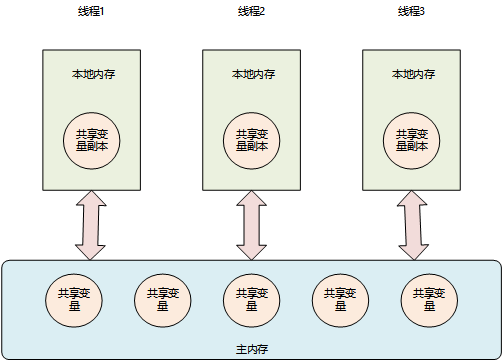 线程1
线程2
线程3
本地内存
本地内存
本地内存
共享变
量副本
共享变
量副本
共享变
量副本
共享变
量
共享变
量
共享变
量
共享变
量
共享变
量
主内存